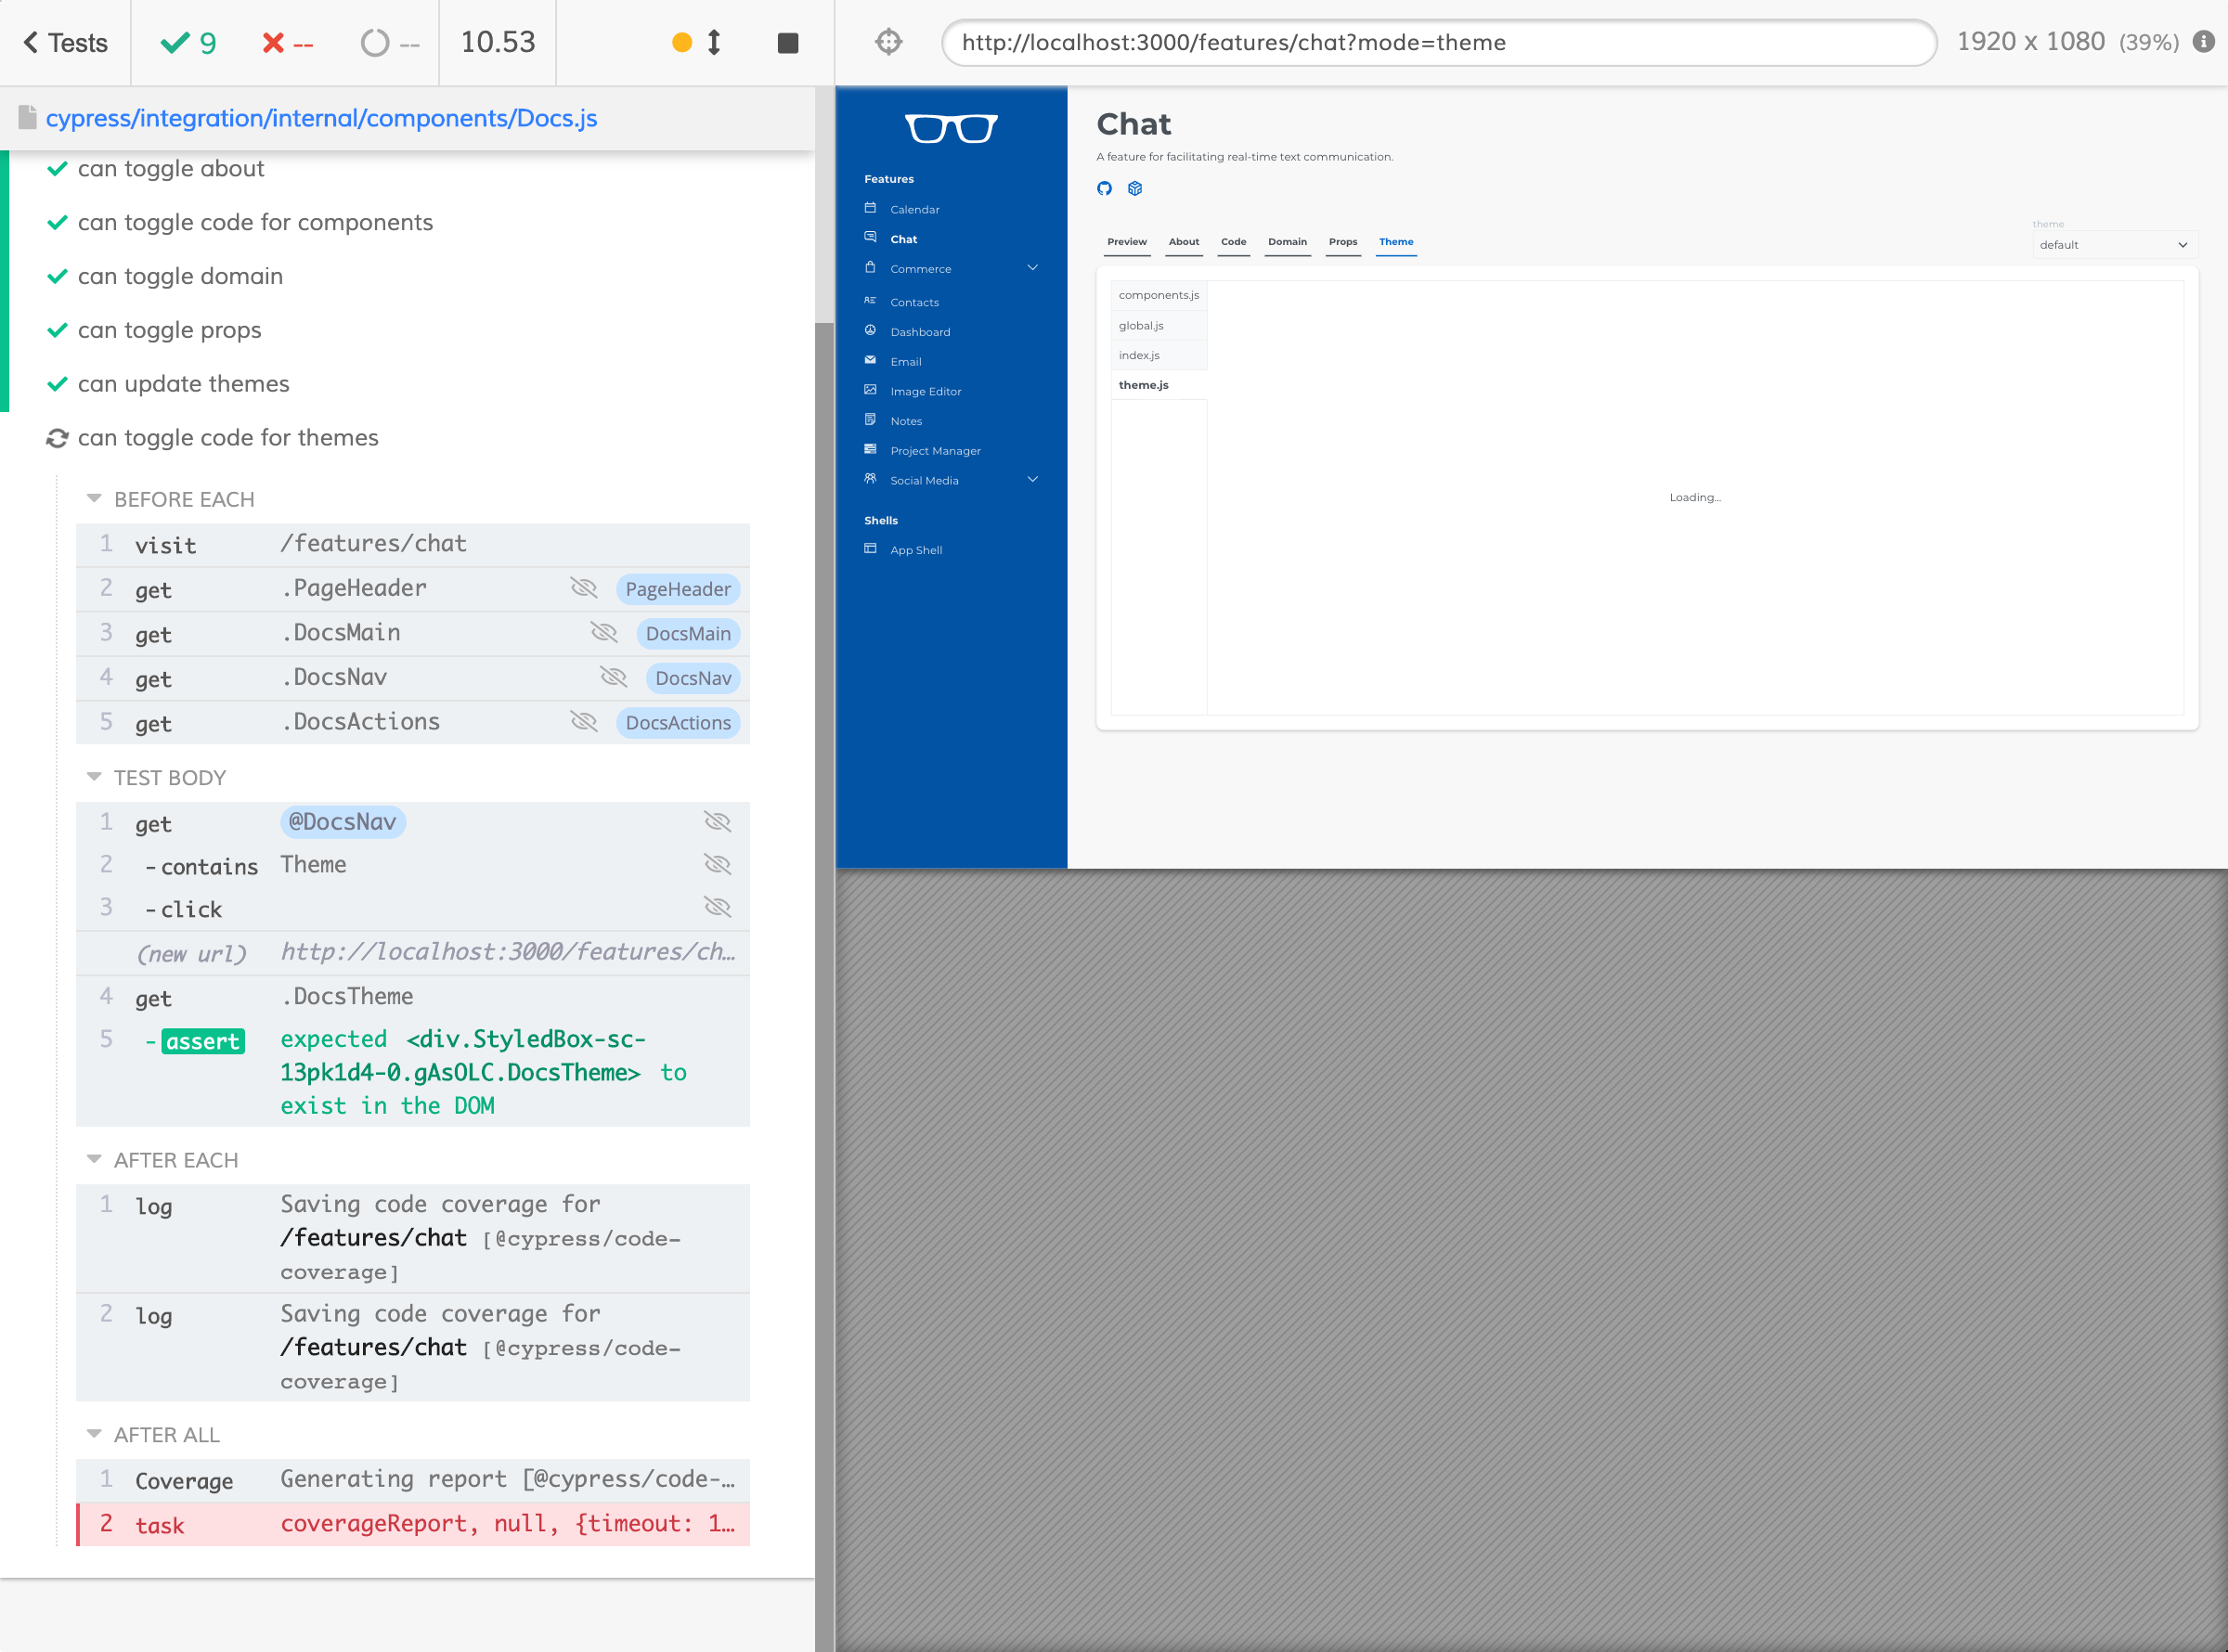 Tests
9
--
--
10.53
http://localhost:3000/features/chat?mode=theme
1920 x 1080 (39%)
cypress/integration/internal/components/Docs.js
can toggle about
can toggle code for components
can toggle domain
can toggle props
can update themes
can toggle code for themes
BEFORE EACH
1 visit /features/chat
2 get .PageHeader PageHeader
3 get .DocsMain DocsMain
4 get .DocsNav DocsNav
5 get .DocsActions DocsActions
TEST BODY
1 get @DocsNav
2 -contains Theme
3 -click
(new url) http://localhost:3000/features/ch…
4 get .DocsTheme
5 -assert expected <div.StyledBox-sc-
13pk1d4-0.gAsOLC.DocsTheme> to
exist in the DOM
AFTER EACH
1 log Saving code coverage for
/features/chat [@cypress/code-
coverage]
2 log Saving code coverage for
/features/chat [@cypress/code-
coverage]
AFTER ALL
1 Coverage Generating report [@cypress/code-…
2 task coverageReport, null, {timeout: 1…
Features
Calendar
Chat
Commerce
Contacts
Dashboard
Email
Image Editor
Notes
Project Manager
Social Media
Shells
App Shell
Chat
A feature for facilitating real-time text communication.
Preview About Code Domain Props Theme
theme
default
components.js
global.js
index.js
theme.js
Loading...